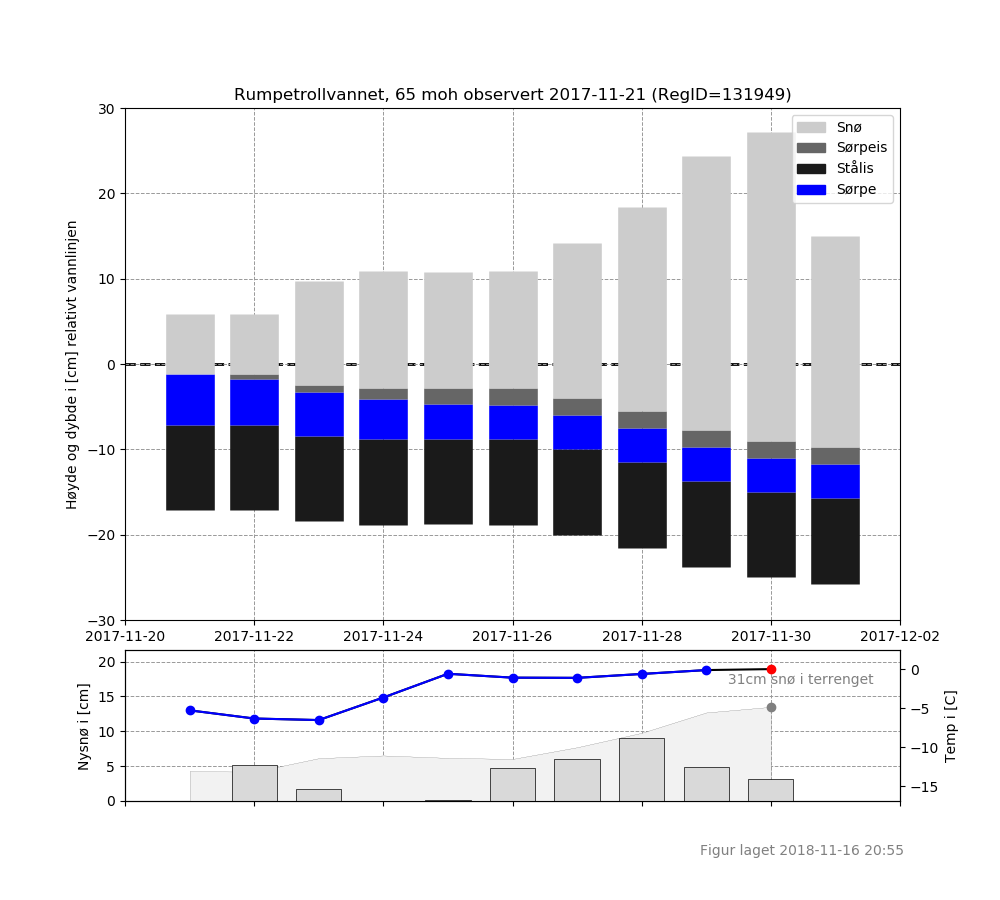 Rumpetrollvannet, 65 moh observert 2017-11-21 (RegID=131949)
Høyde og dybde i [cm] relativt vannlinjen
30
20
10
0
−10
−20
−30
Snø
Sørpeis
Stålis
Sørpe
2017-11-20 2017-11-22 2017-11-24 2017-11-26 2017-11-28 2017-11-30 2017-12-02
Nysnø i [cm]
20
15
10
5
0
31cm snø i terrenget
0
−5
−10
−15
Temp i [C]
Figur laget 2018-11-16 20:55